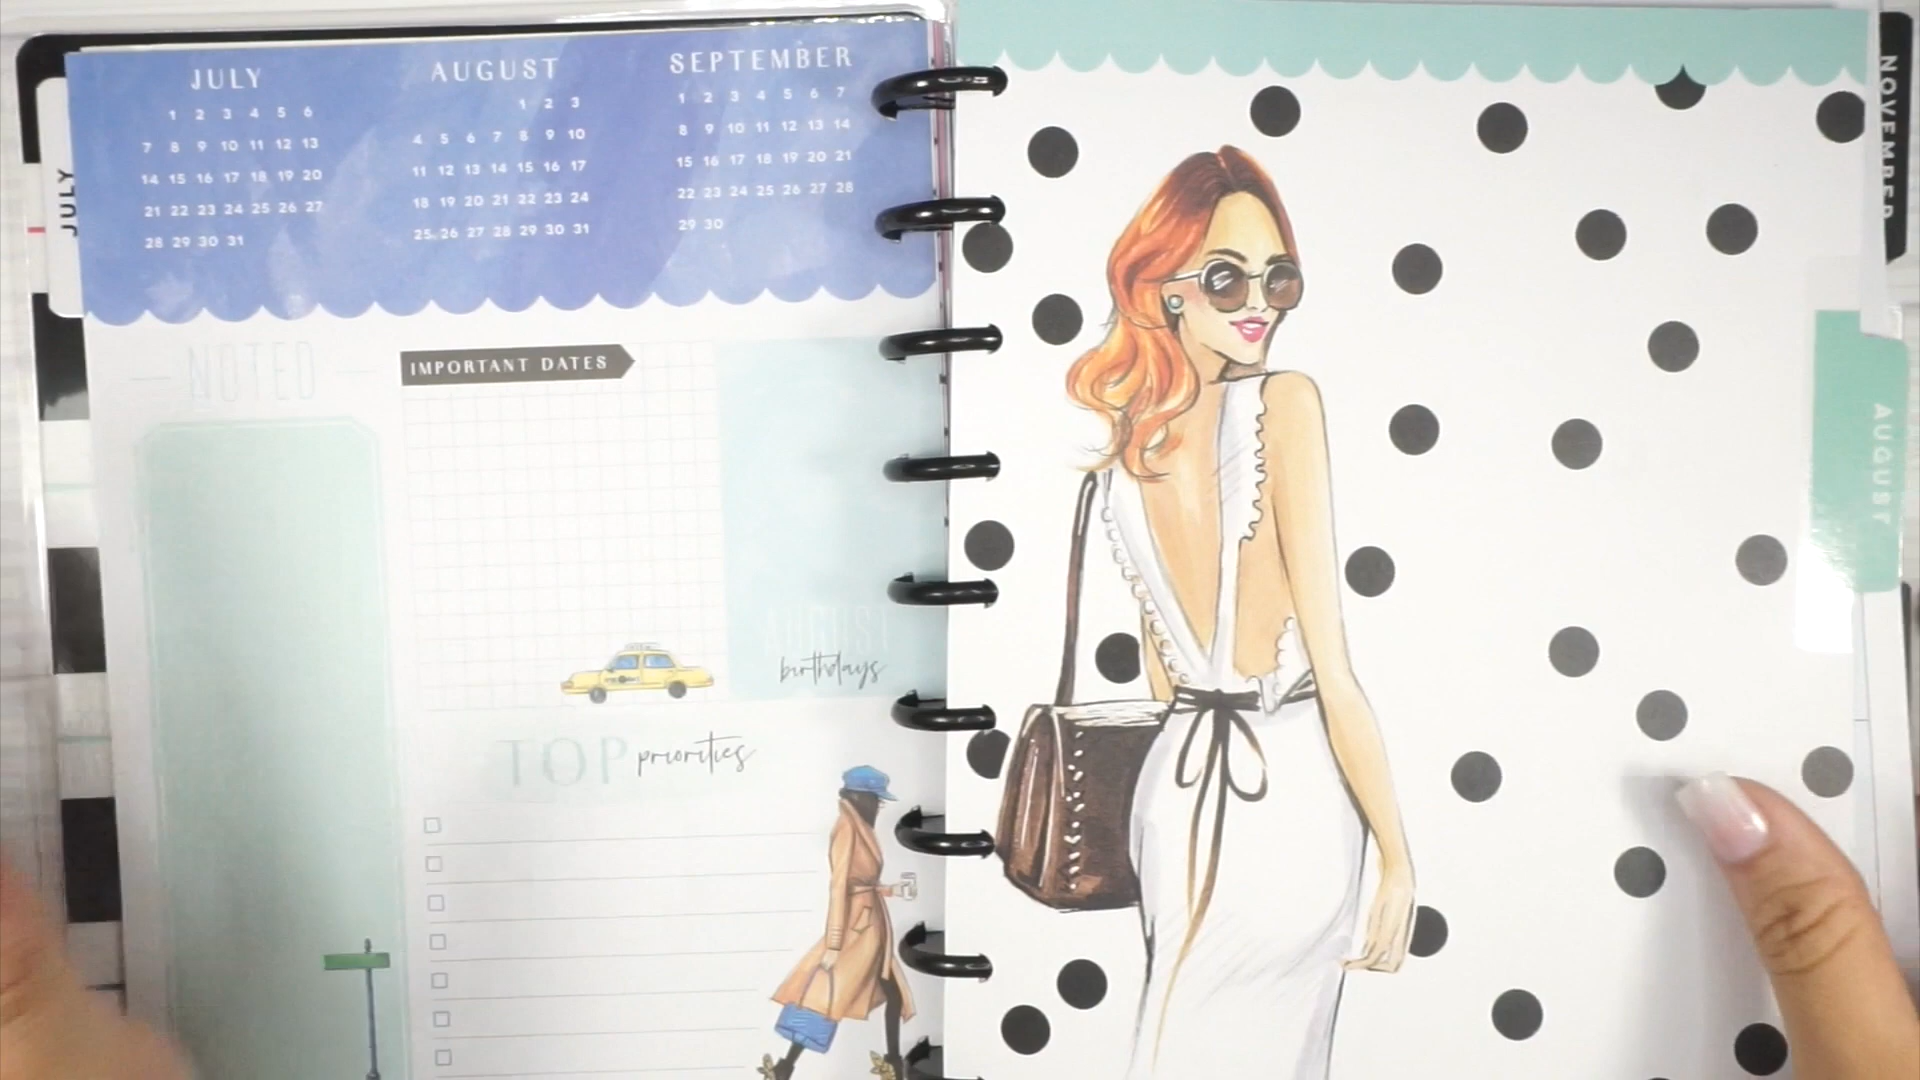 JULY
1 2 3 4 5 6
7 8 9 10 11 12 13
14 15 16 17 18 19 20
21 22 23 24 25 26 27
28 29 30 31
AUGUST
1 2 3
4 5 6 7 8 9 10
11 12 13 14 15 16 17
18 19 20 21 22 23 24
25 26 27 28 29 30 31
SEPTEMBER
1 2 3 4 5 6 7
8 9 10 11 12 13 14
15 16 17 18 19 20 21
22 23 24 25 26 27 28
29 30
JULY
NOTED
IMPORTANT DATES
AUGUST
birthdays
TOP priorities
NOVEMBER
AUGUST